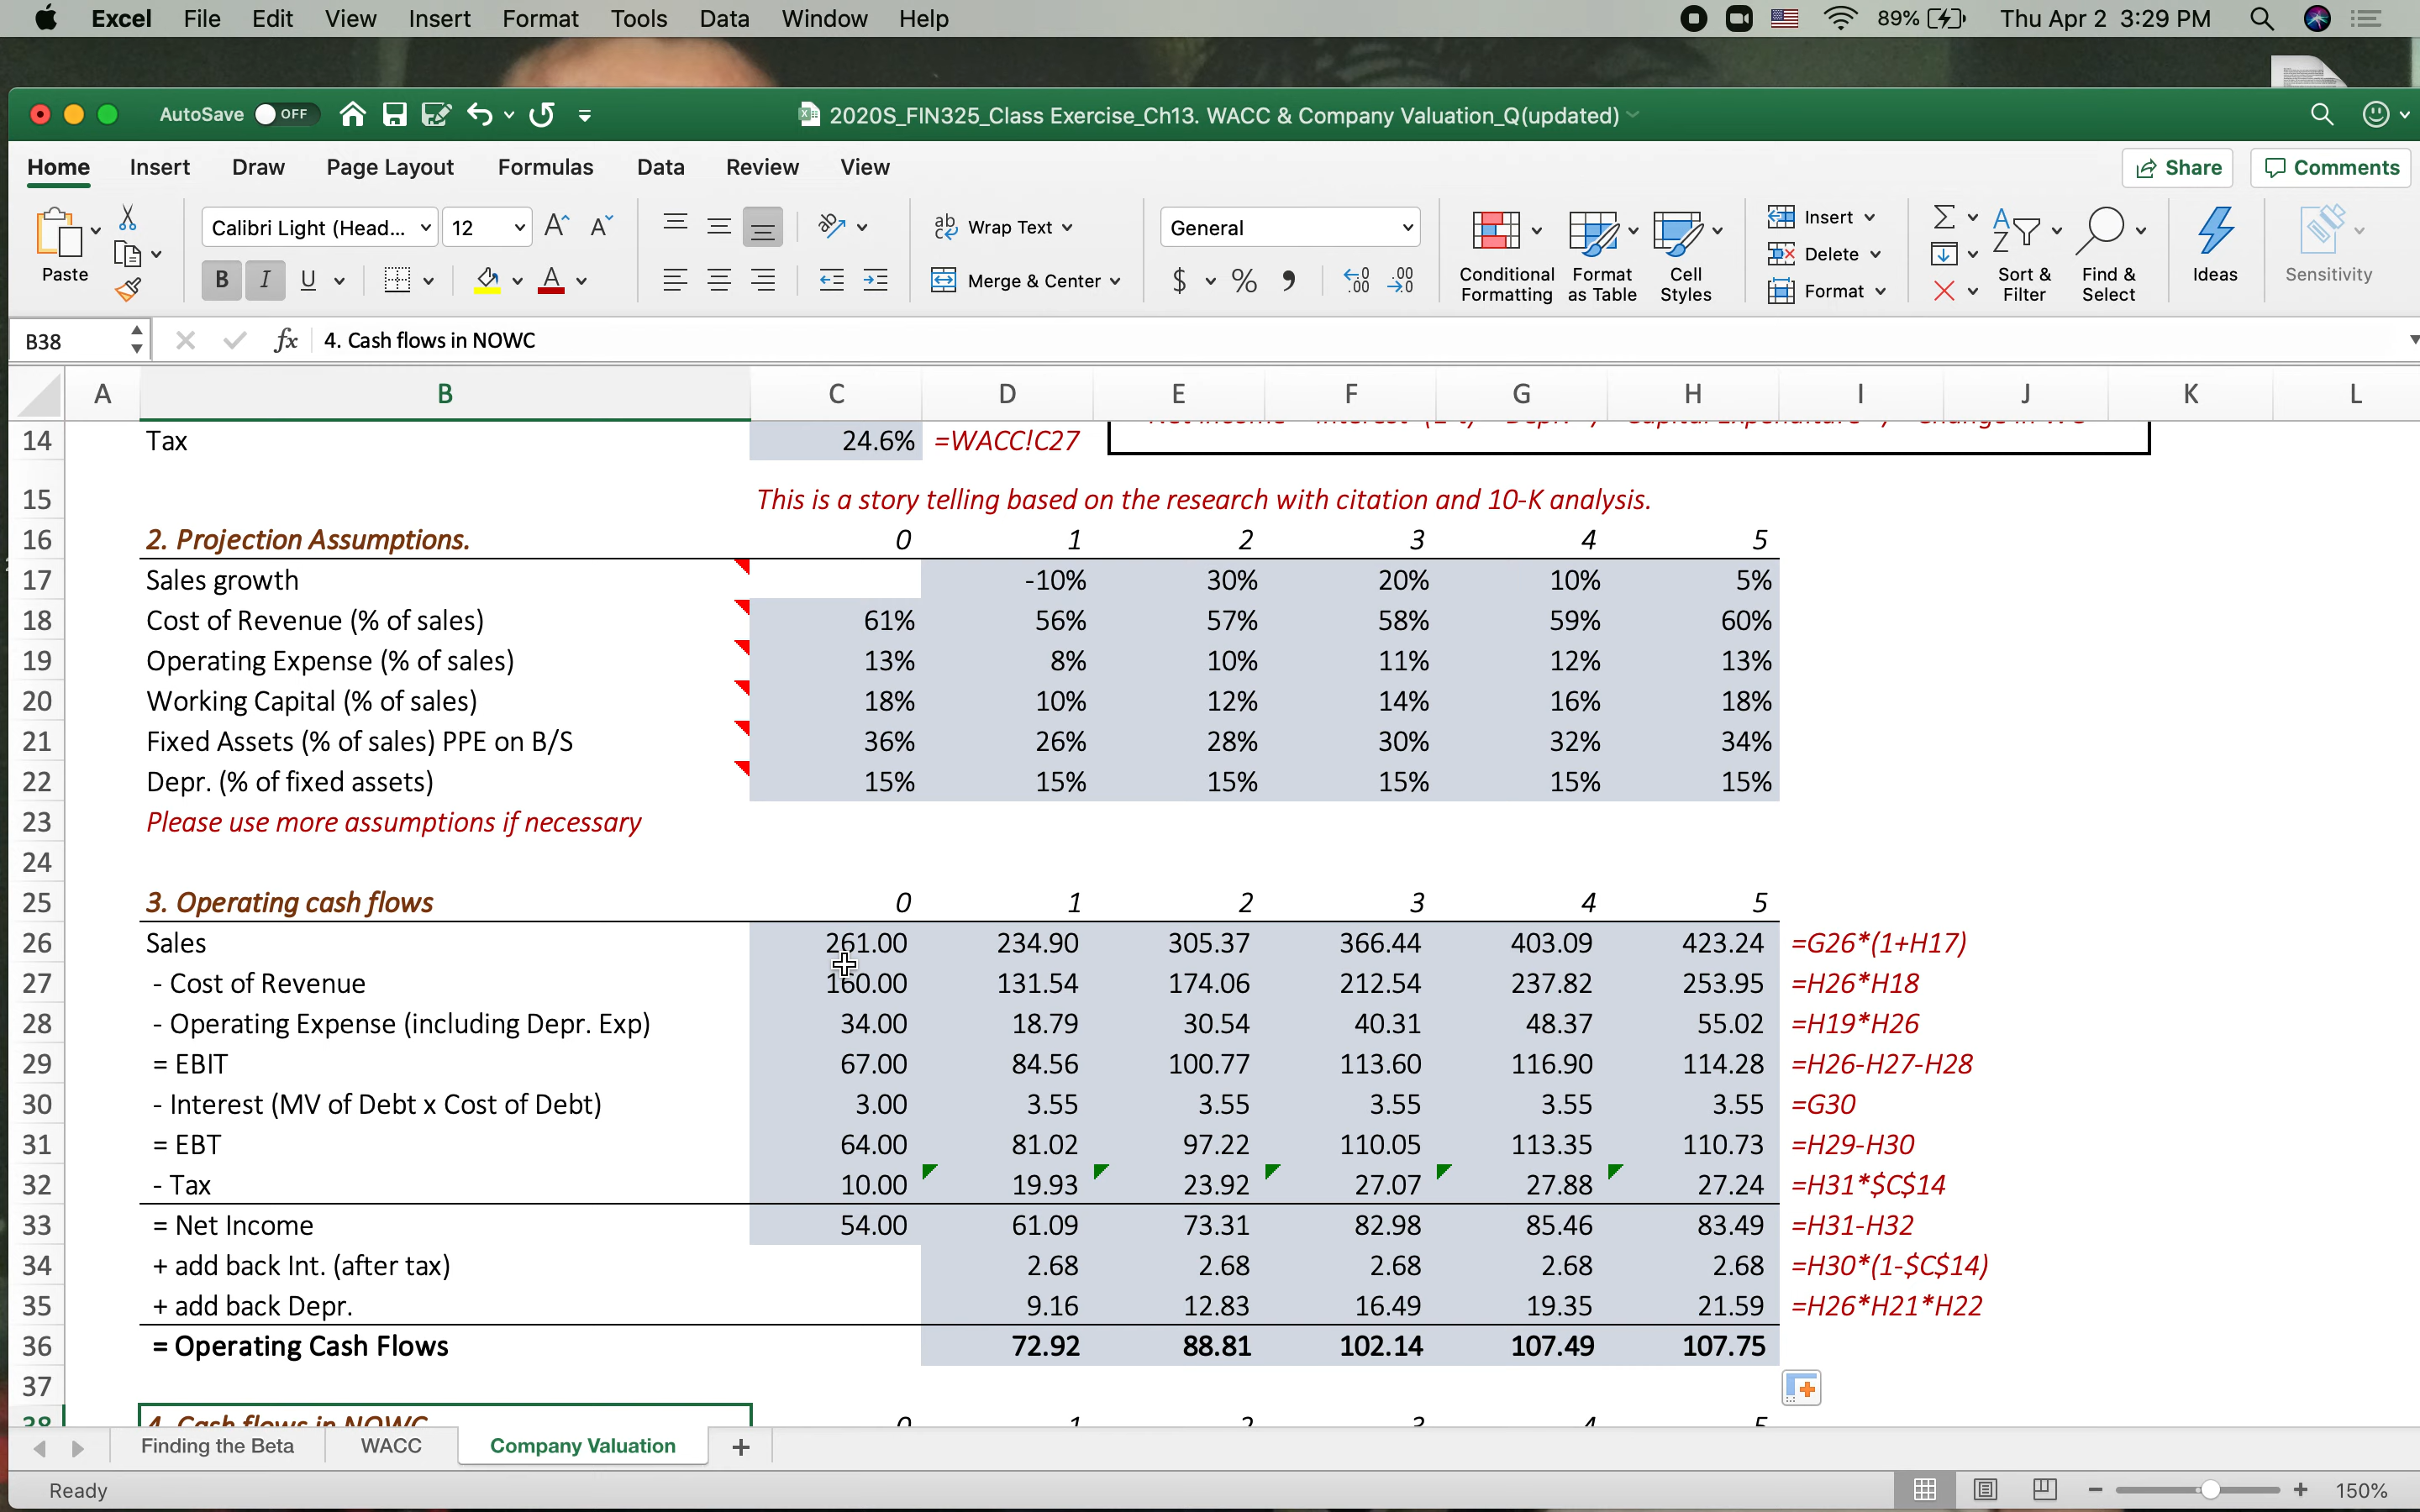 Excel File Edit View Insert Format Tools Data Window Help 89% Thu Apr 2 3:29 PM
AutoSave OFF 2020S_FIN325_Class Exercise_Ch13. WACC & Company Valuation_Q(updated)
Home Insert Draw Page Layout Formulas Data Review View Share Comments
Paste Calibri Light (Head... 12 Wrap Text General Insert
B I U Merge & Center $ % Conditional Formatting Format as Table Cell Styles Delete Format Sort & Filter Find & Select Ideas Sensitivity
B38 fx 4. Cash flows in NOWC
A B C D E F G H I J K L
14 Tax 24.6% =WACC!C27
15 This is a story telling based on the research with citation and 10-K analysis.
16 2. Projection Assumptions. 0 1 2 3 4 5
17 Sales growth -10% 30% 20% 10% 5%
18 Cost of Revenue (% of sales) 61% 56% 57% 58% 59% 60%
19 Operating Expense (% of sales) 13% 8% 10% 11% 12% 13%
20 Working Capital (% of sales) 18% 10% 12% 14% 16% 18%
21 Fixed Assets (% of sales) PPE on B/S 36% 26% 28% 30% 32% 34%
22 Depr. (% of fixed assets) 15% 15% 15% 15% 15% 15%
23 Please use more assumptions if necessary
24
25 3. Operating cash flows 0 1 2 3 4 5
26 Sales 261.00 234.90 305.37 366.44 403.09 423.24 =G26*(1+H17)
27 - Cost of Revenue 160.00 131.54 174.06 212.54 237.82 253.95 =H26*H18
28 - Operating Expense (including Depr. Exp) 34.00 18.79 30.54 40.31 48.37 55.02 =H19*H26
29 = EBIT 67.00 84.56 100.77 113.60 116.90 114.28 =H26-H27-H28
30 - Interest (MV of Debt x Cost of Debt) 3.00 3.55 3.55 3.55 3.55 3.55 =G30
31 = EBT 64.00 81.02 97.22 110.05 113.35 110.73 =H29-H30
32 - Tax 10.00 19.93 23.92 27.07 27.88 27.24 =H31*$C$14
33 = Net Income 54.00 61.09 73.31 82.98 85.46 83.49 =H31-H32
34 + add back Int. (after tax) 2.68 2.68 2.68 2.68 2.68 =H30*(1-$C$14)
35 + add back Depr. 9.16 12.83 16.49 19.35 21.59 =H26*H21*H22
36 = Operating Cash Flows 72.92 88.81 102.14 107.49 107.75
37
38 4. Cash flows in NOWC 0 1 2 3 4 5
Finding the Beta WACC Company Valuation +
Ready 150%